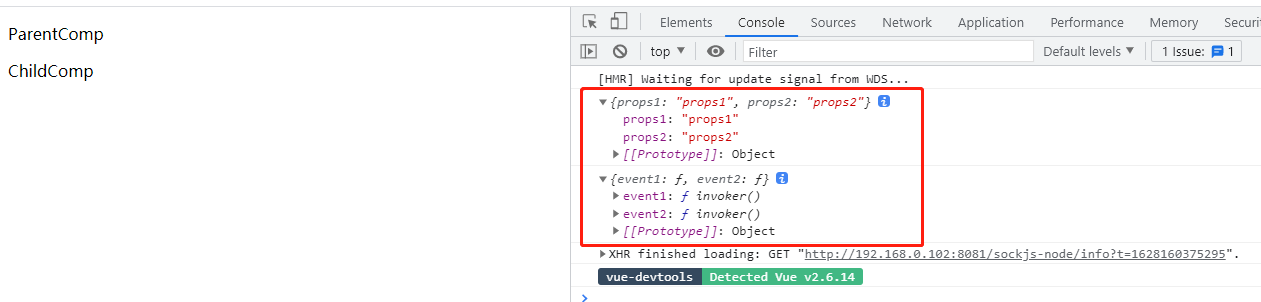 ParentComp
ChildComp
Elements Console Sources Network Application Performance Memory Securi
top Filter Default levels 1 Issue: 1
[HMR] Waiting for update signal from WDS...
{props1: "props1", props2: "props2"}
props1: "props1"
props2: "props2"
[[Prototype]]: Object
{event1: ƒ, event2: ƒ}
event1: ƒ invoker()
event2: ƒ invoker()
[[Prototype]]: Object
XHR finished loading: GET "http://192.168.0.102:8081/sockjs-node/info?t=1628160375295".
vue-devtools Detected Vue v2.6.14